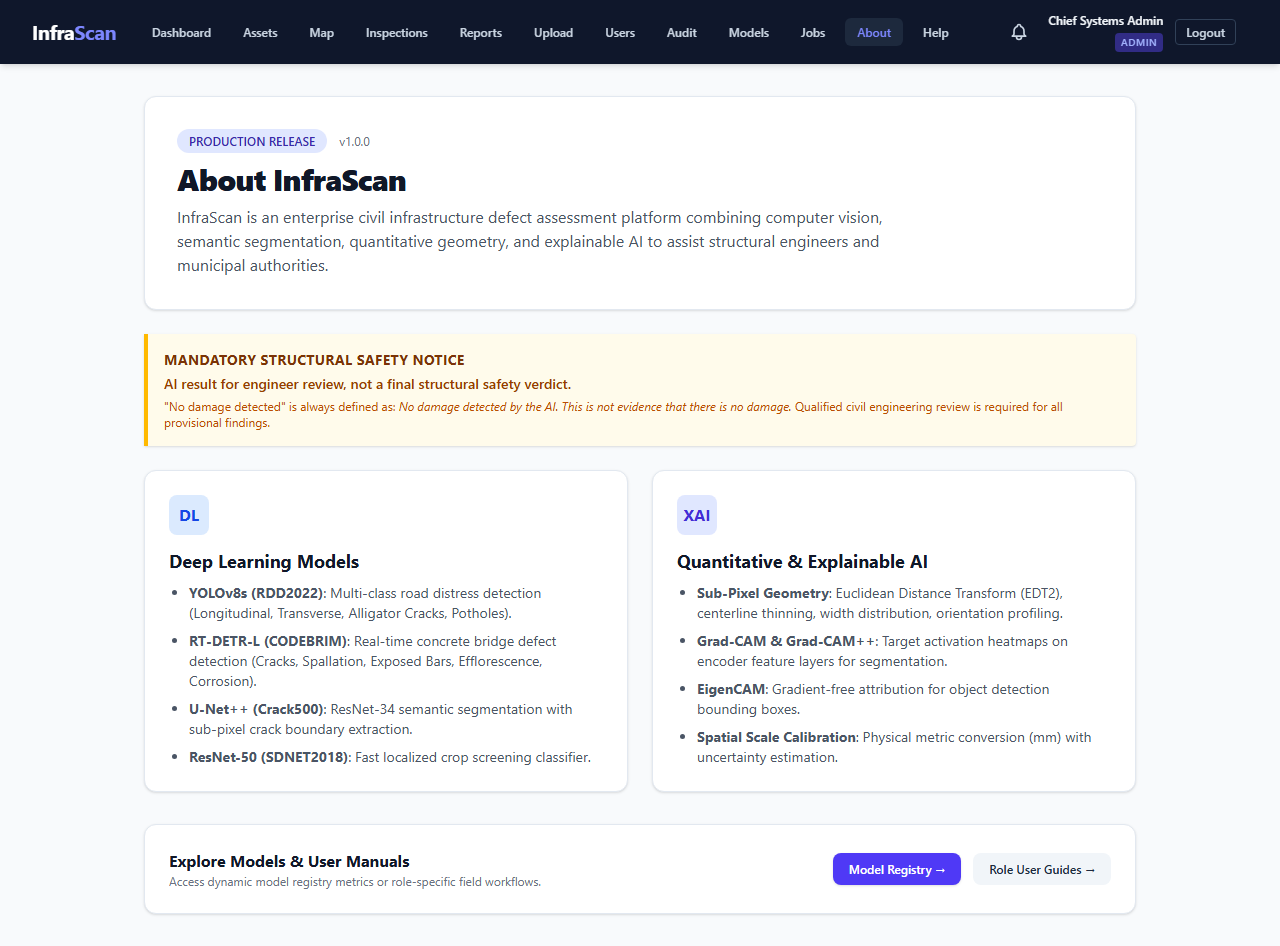 InfraScan
Dashboard
Assets
Map
Inspections
Reports
Upload
Users
Audit
Models
Jobs
About
Help
Chief Systems Admin
ADMIN
Logout
PRODUCTION RELEASE
v1.0.0
About InfraScan
InfraScan is an enterprise civil infrastructure defect assessment platform combining computer vision,
semantic segmentation, quantitative geometry, and explainable AI to assist structural engineers and
municipal authorities.
MANDATORY STRUCTURAL SAFETY NOTICE
AI result for engineer review, not a final structural safety verdict.
"No damage detected" is always defined as: No damage detected by the AI. This is not evidence that there is no damage. Qualified civil engineering review is required for all
provisional findings.
DL
Deep Learning Models
• YOLOv8s (RDD2022): Multi-class road distress detection
(Longitudinal, Transverse, Alligator Cracks, Potholes).
• RT-DETR-L (CODEBRIM): Real-time concrete bridge defect
detection (Cracks, Spallation, Exposed Bars, Efflorescence,
Corrosion).
• U-Net++ (Crack500): ResNet-34 semantic segmentation with
sub-pixel crack boundary extraction.
• ResNet-50 (SDNET2018): Fast localized crop screening classifier.
XAI
Quantitative & Explainable AI
• Sub-Pixel Geometry: Euclidean Distance Transform (EDT2),
centerline thinning, width distribution, orientation profiling.
• Grad-CAM & Grad-CAM++: Target activation heatmaps on
encoder feature layers for segmentation.
• EigenCAM: Gradient-free attribution for object detection
bounding boxes.
• Spatial Scale Calibration: Physical metric conversion (mm) with
uncertainty estimation.
Explore Models & User Manuals
Access dynamic model registry metrics or role-specific field workflows.
Model Registry →
Role User Guides →